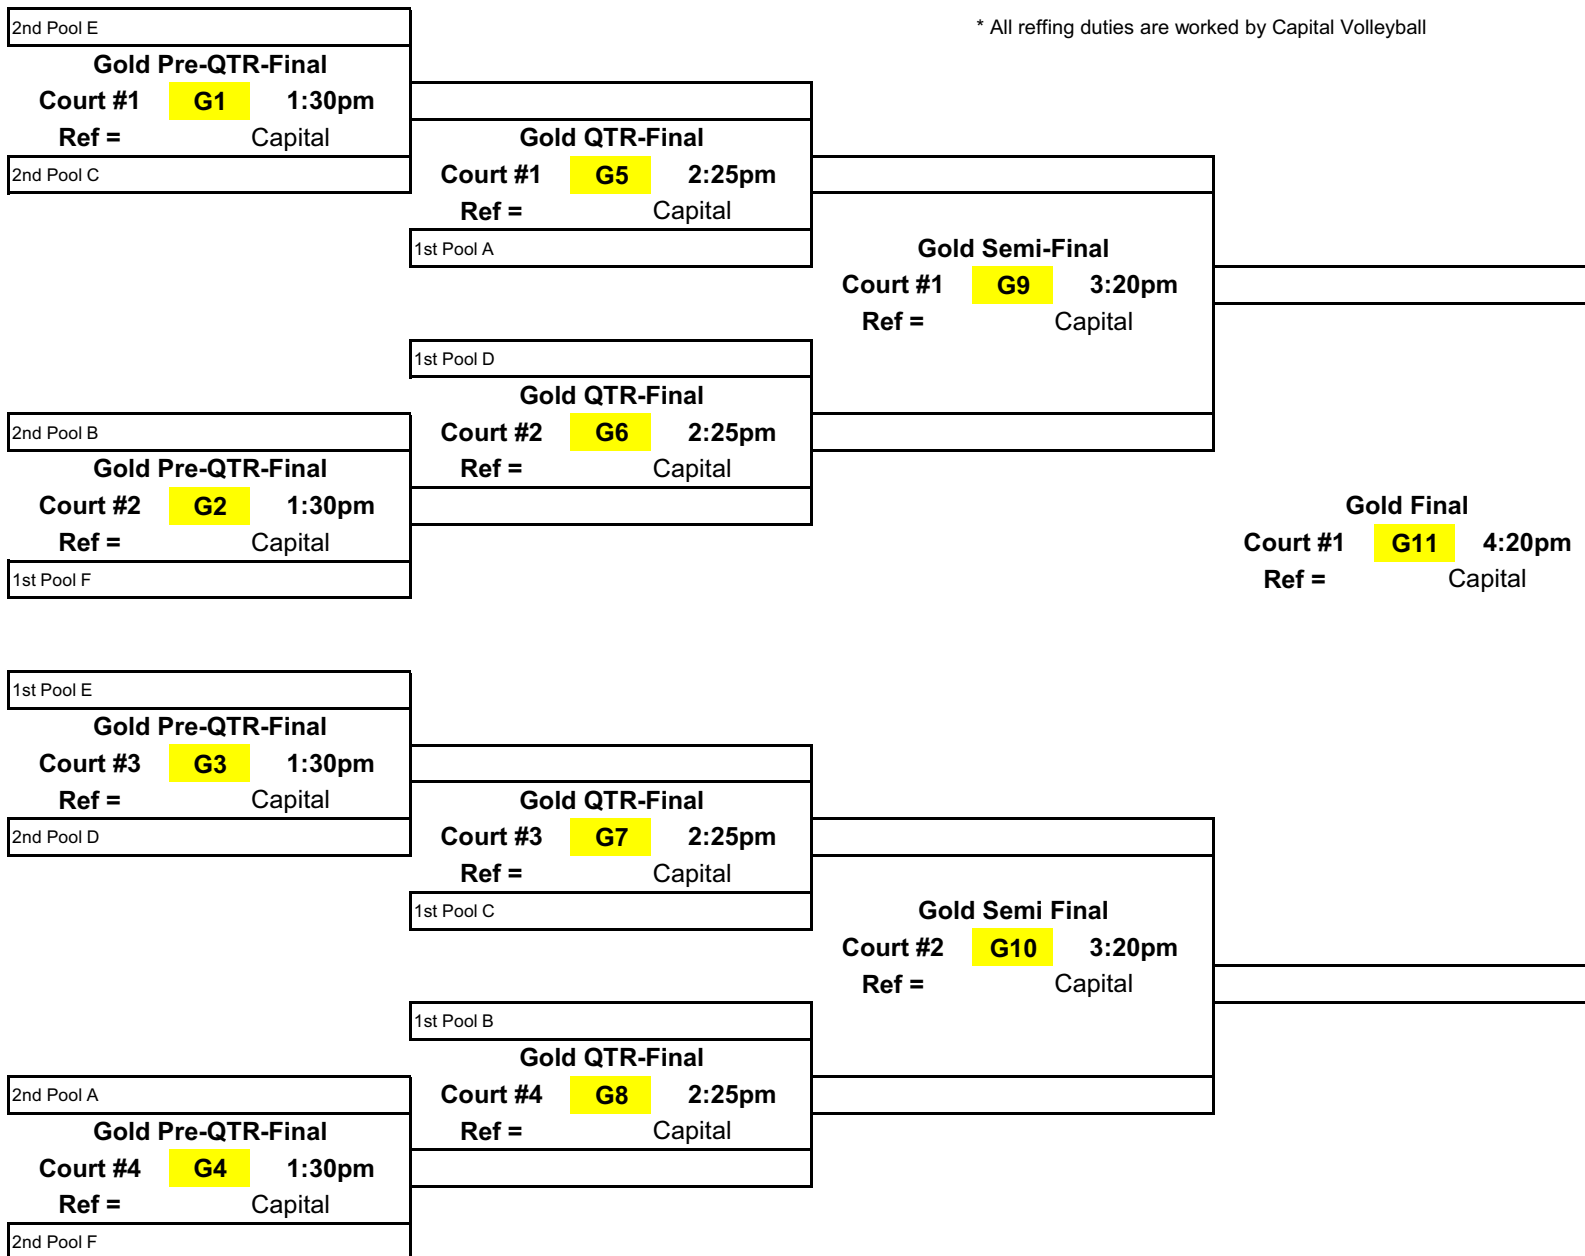 2nd Pool E
* All reffing duties are worked by Capital Volleyball
Gold Pre-QTR-Final
Court #1 G1 1:30pm
Ref = Capital
2nd Pool C
Gold QTR-Final
Court #1 G5 2:25pm
Ref = Capital
1st Pool A
Gold Semi-Final
Court #1 G9 3:20pm
Ref = Capital
1st Pool D
Gold QTR-Final
Court #2 G6 2:25pm
Ref = Capital
2nd Pool B
Gold Pre-QTR-Final
Court #2 G2 1:30pm
Ref = Capital
1st Pool F
Gold Final
Court #1 G11 4:20pm
Ref = Capital
1st Pool E
Gold Pre-QTR-Final
Court #3 G3 1:30pm
Ref = Capital
2nd Pool D
Gold QTR-Final
Court #3 G7 2:25pm
Ref = Capital
1st Pool C
Gold Semi Final
Court #2 G10 3:20pm
Ref = Capital
1st Pool B
Gold QTR-Final
Court #4 G8 2:25pm
Ref = Capital
2nd Pool A
Gold Pre-QTR-Final
Court #4 G4 1:30pm
Ref = Capital
2nd Pool F